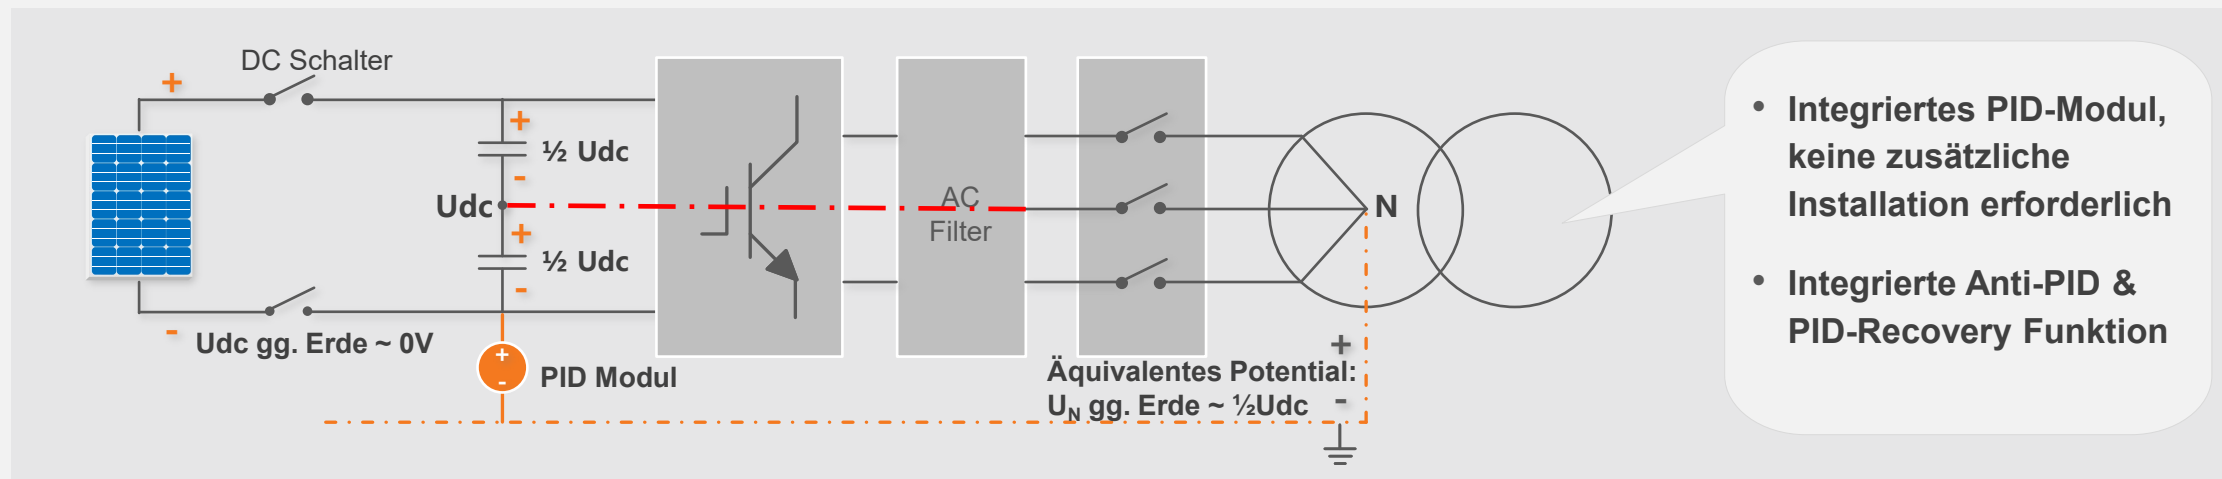 DC Schalter
+
+
½ Udc
-
Udc
+
½ Udc
-
-
Udc gg. Erde ~ 0V
+
-
PID Modul
AC
Filter
N
+
Äquivalentes Potential:
U_N gg. Erde ~ ½Udc
-
• Integriertes PID-Modul,
keine zusätzliche
Installation erforderlich
• Integrierte Anti-PID &
PID-Recovery Funktion